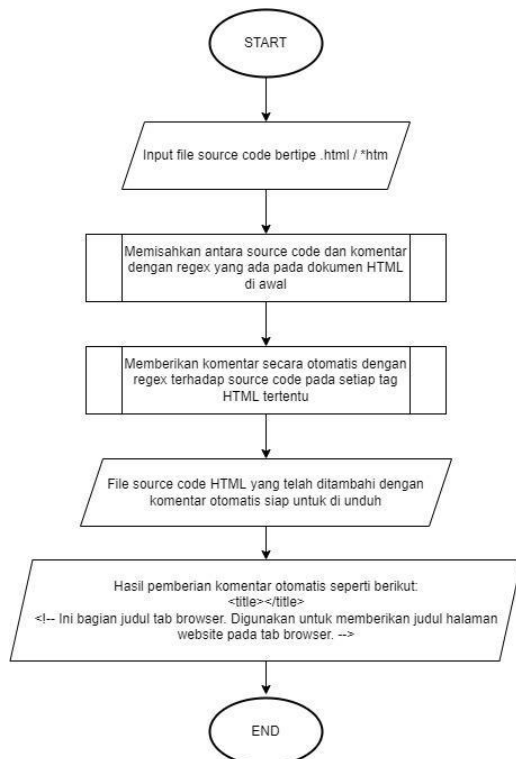 START
Input file source code bertipe .html / *htm
Memisahkan antara source code dan komentar
dengan regex yang ada pada dokumen HTML
di awal
Memberikan komentar secara otomatis dengan
regex terhadap source code pada setiap tag
HTML tertentu
File source code HTML yang telah ditambahi dengan
komentar otomatis siap untuk di unduh
Hasil pemberian komentar otomatis seperti berikut:
<title></title>
<!-- Ini bagian judul tab browser. Digunakan untuk memberikan judul halaman
website pada tab browser. -->
END